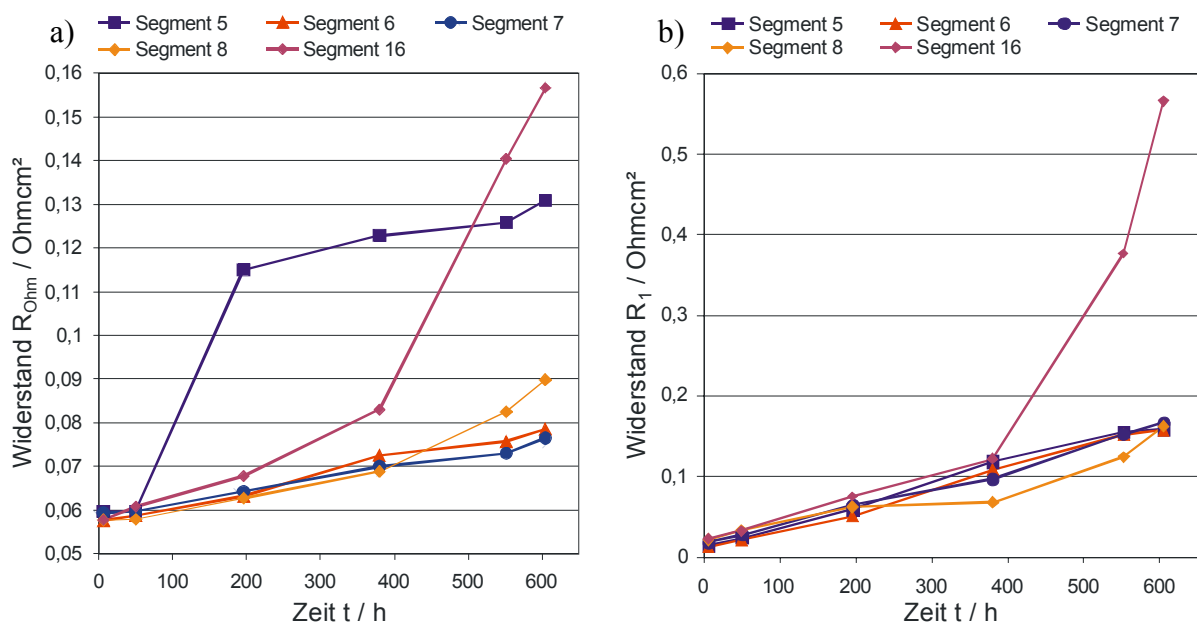 a)
Segment 5 Segment 6 Segment 7
Segment 8 Segment 16
0,16
0,15
0,14
0,13
0,12
0,11
0,1
0,09
0,08
0,07
0,06
0,05
Widerstand R_Ohm / Ohmcm²
0 100 200 300 400 500 600
Zeit t / h
b)
Segment 5 Segment 6 Segment 7
Segment 8 Segment 16
0,6
0,5
0,4
0,3
0,2
0,1
0
Widerstand R_1 / Ohmcm²
0 100 200 300 400 500 600
Zeit t / h